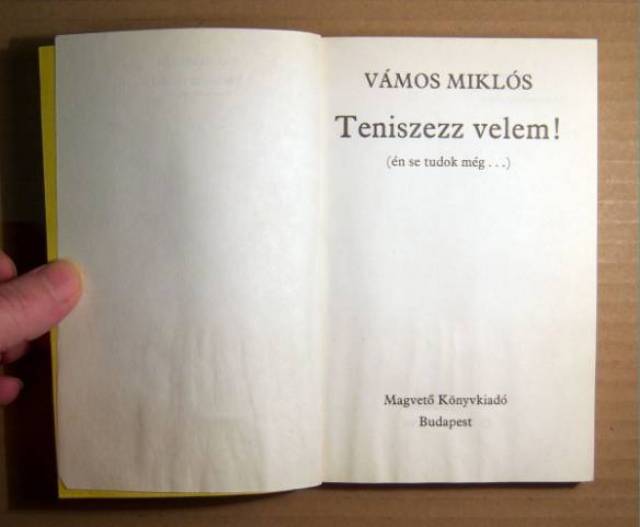 VÁMOS MIKLÓS
Teniszezz velem!
(én se tudok még . . .)
Magvető Könyvkiadó
Budapest